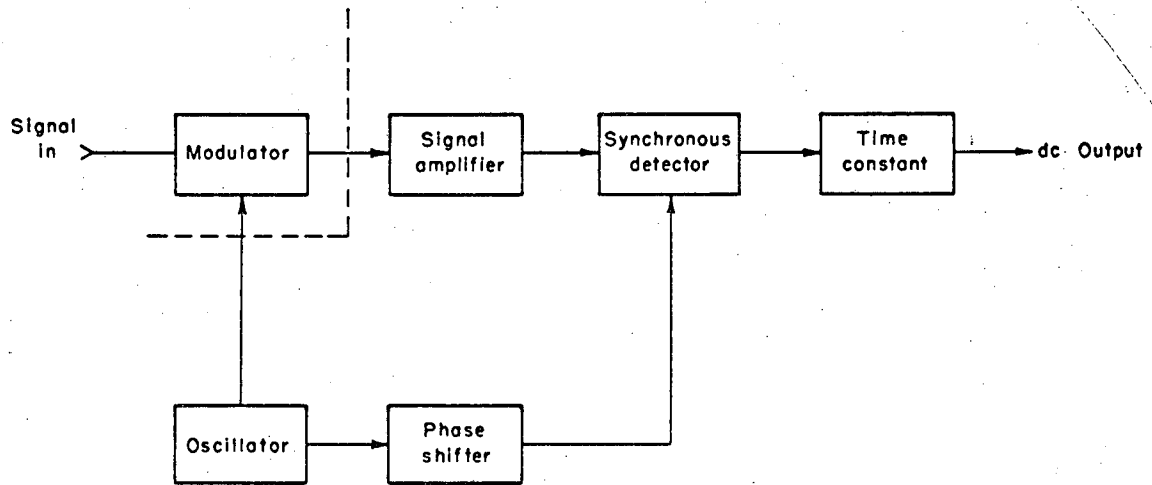 Signal
in
Modulator
Signal
amplifier
Synchronous
detector
Time
constant
dc Output
Oscillator
Phase
shifter